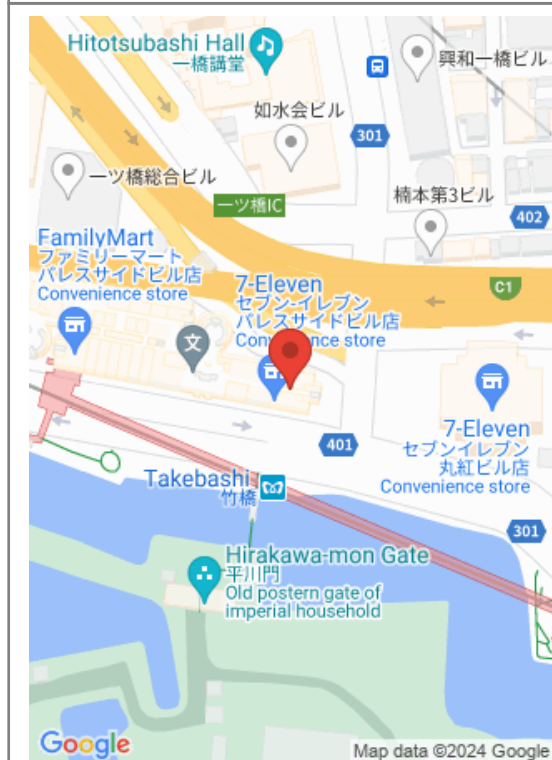 Hitotsubashi Hall
一橋講堂
興和一橋ビル
如水会ビル
301
一ツ橋総合ビル
楠本第3ビル
一ツ橋IC
402
FamilyMart
ファミリーマート
パレスサイドビル店
Convenience store
7-Eleven
セブン-イレブン
パレスサイドビル店
Convenience store
C1
文
7-Eleven
セブンイレブン
丸紅ビル店
Convenience store
401
Takebashi
竹橋
301
Hirakawa-mon Gate
平川門
Old postern gate of
imperial household
Google
Map data ©2024 Google